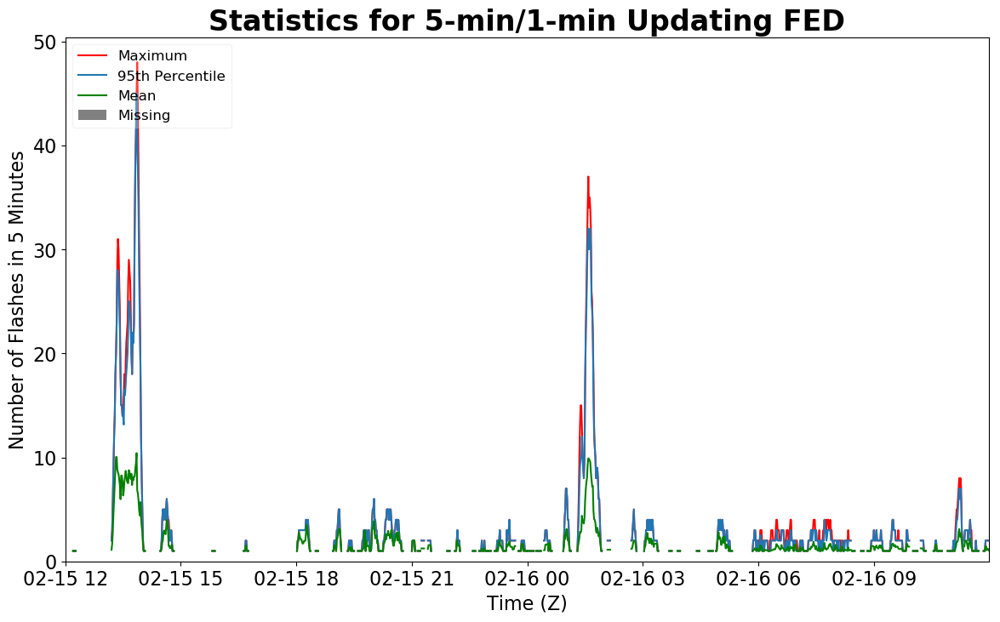 Statistics for 5-min/1-min Updating FED
50
40
30
20
10
0
Number of Flashes in 5 Minutes
Maximum
95th Percentile
Mean
Missing
02-15 12
02-15 15
02-15 18
02-15 21
02-16 00
02-16 03
02-16 06
02-16 09
Time (Z)